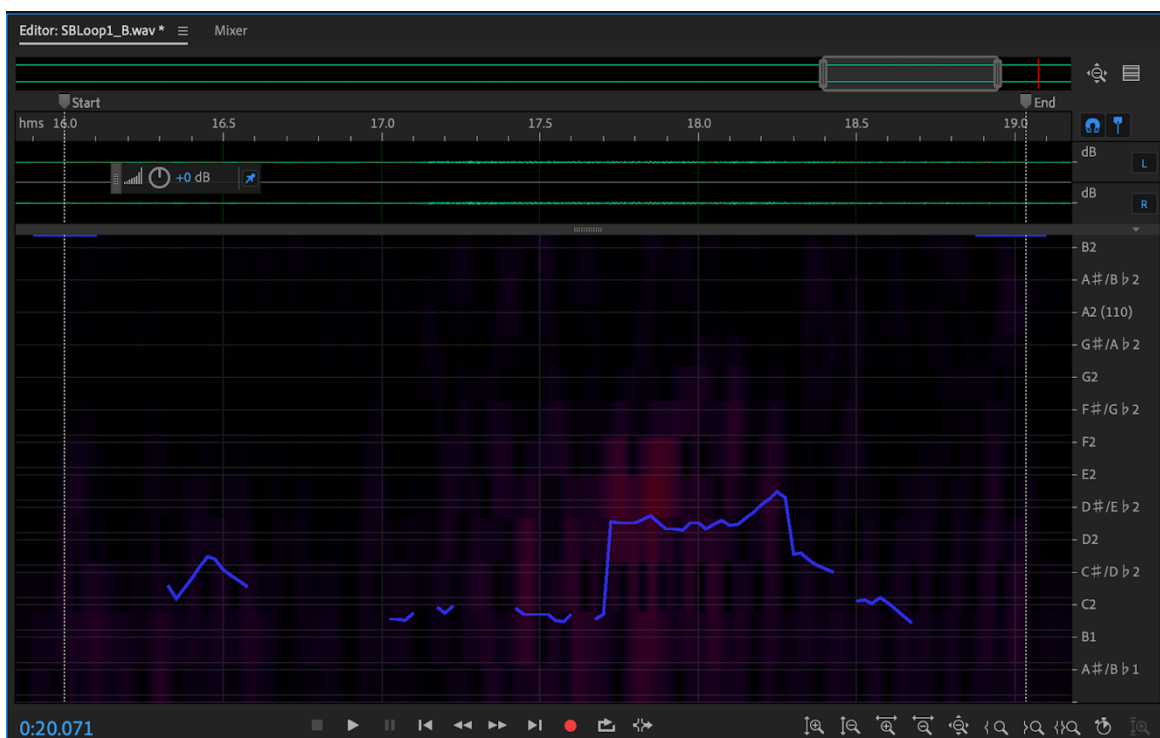 Editor: SBLoop1_B.wav * ☰ Mixer
Start End
hms 16.0 16.5 17.0 17.5 18.0 18.5 19.0
dB
L
+0 dB
dB
R
B2
A♯/B♭2
A2 (110)
G♯/A♭2
G2
F♯/G♭2
F2
E2
D♯/E♭2
D2
C♯/D♭2
C2
B1
A♯/B♭1
0:20.071